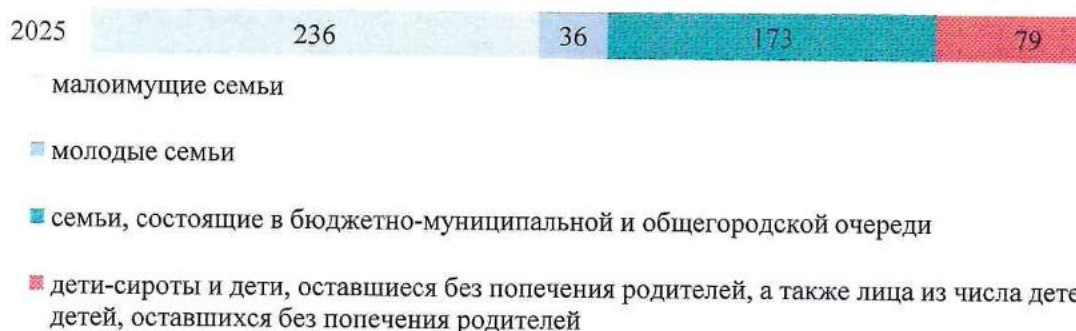 2025 236 36 173 79
малоимущие семьи
молодые семьи
семьи, состоящие в бюджетно-муниципальной и общегородской очереди
дети-сироты и дети, оставшиеся без попечения родителей, а также лица из числа дете
детей, оставшихся без попечения родителей